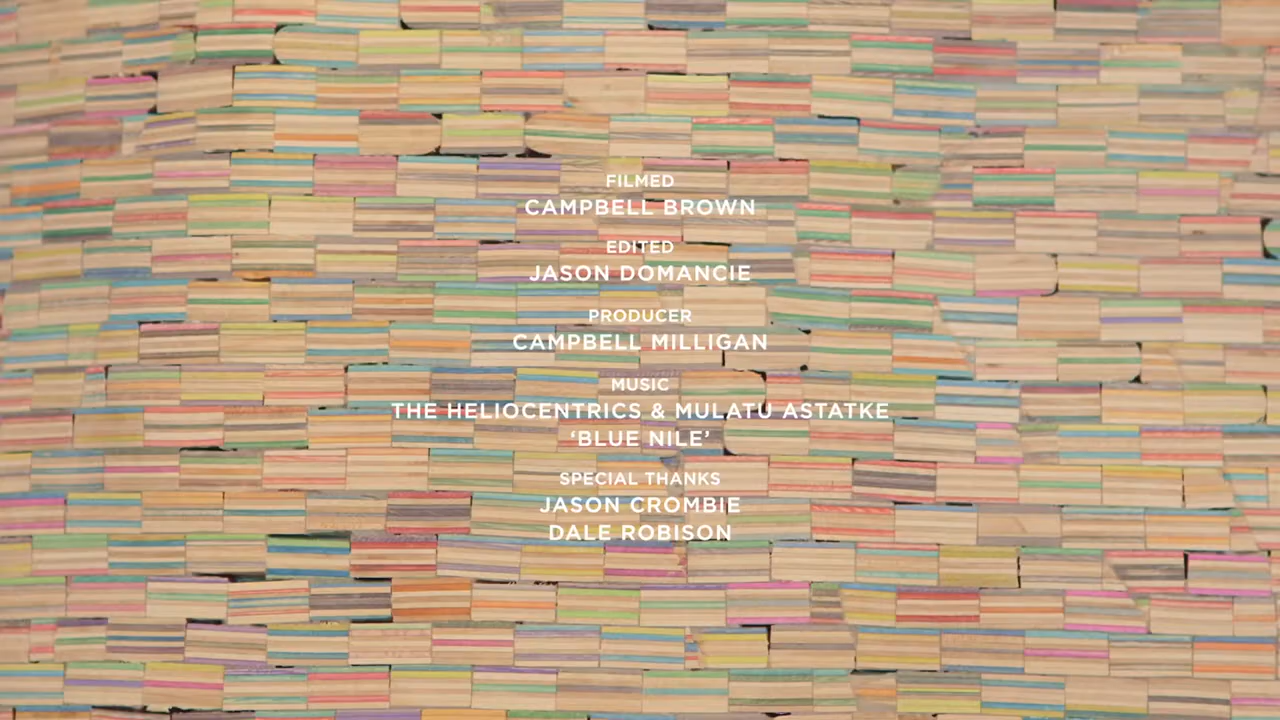 FILMED
CAMPBELL BROWN
EDITED
JASON DOMANCIE
PRODUCER
CAMPBELL MILLIGAN
MUSIC
THE HELIOCENTRICS & MULATU ASTATKE
‘BLUE NILE’
SPECIAL THANKS
JASON CROMBIE
DALE ROBISON